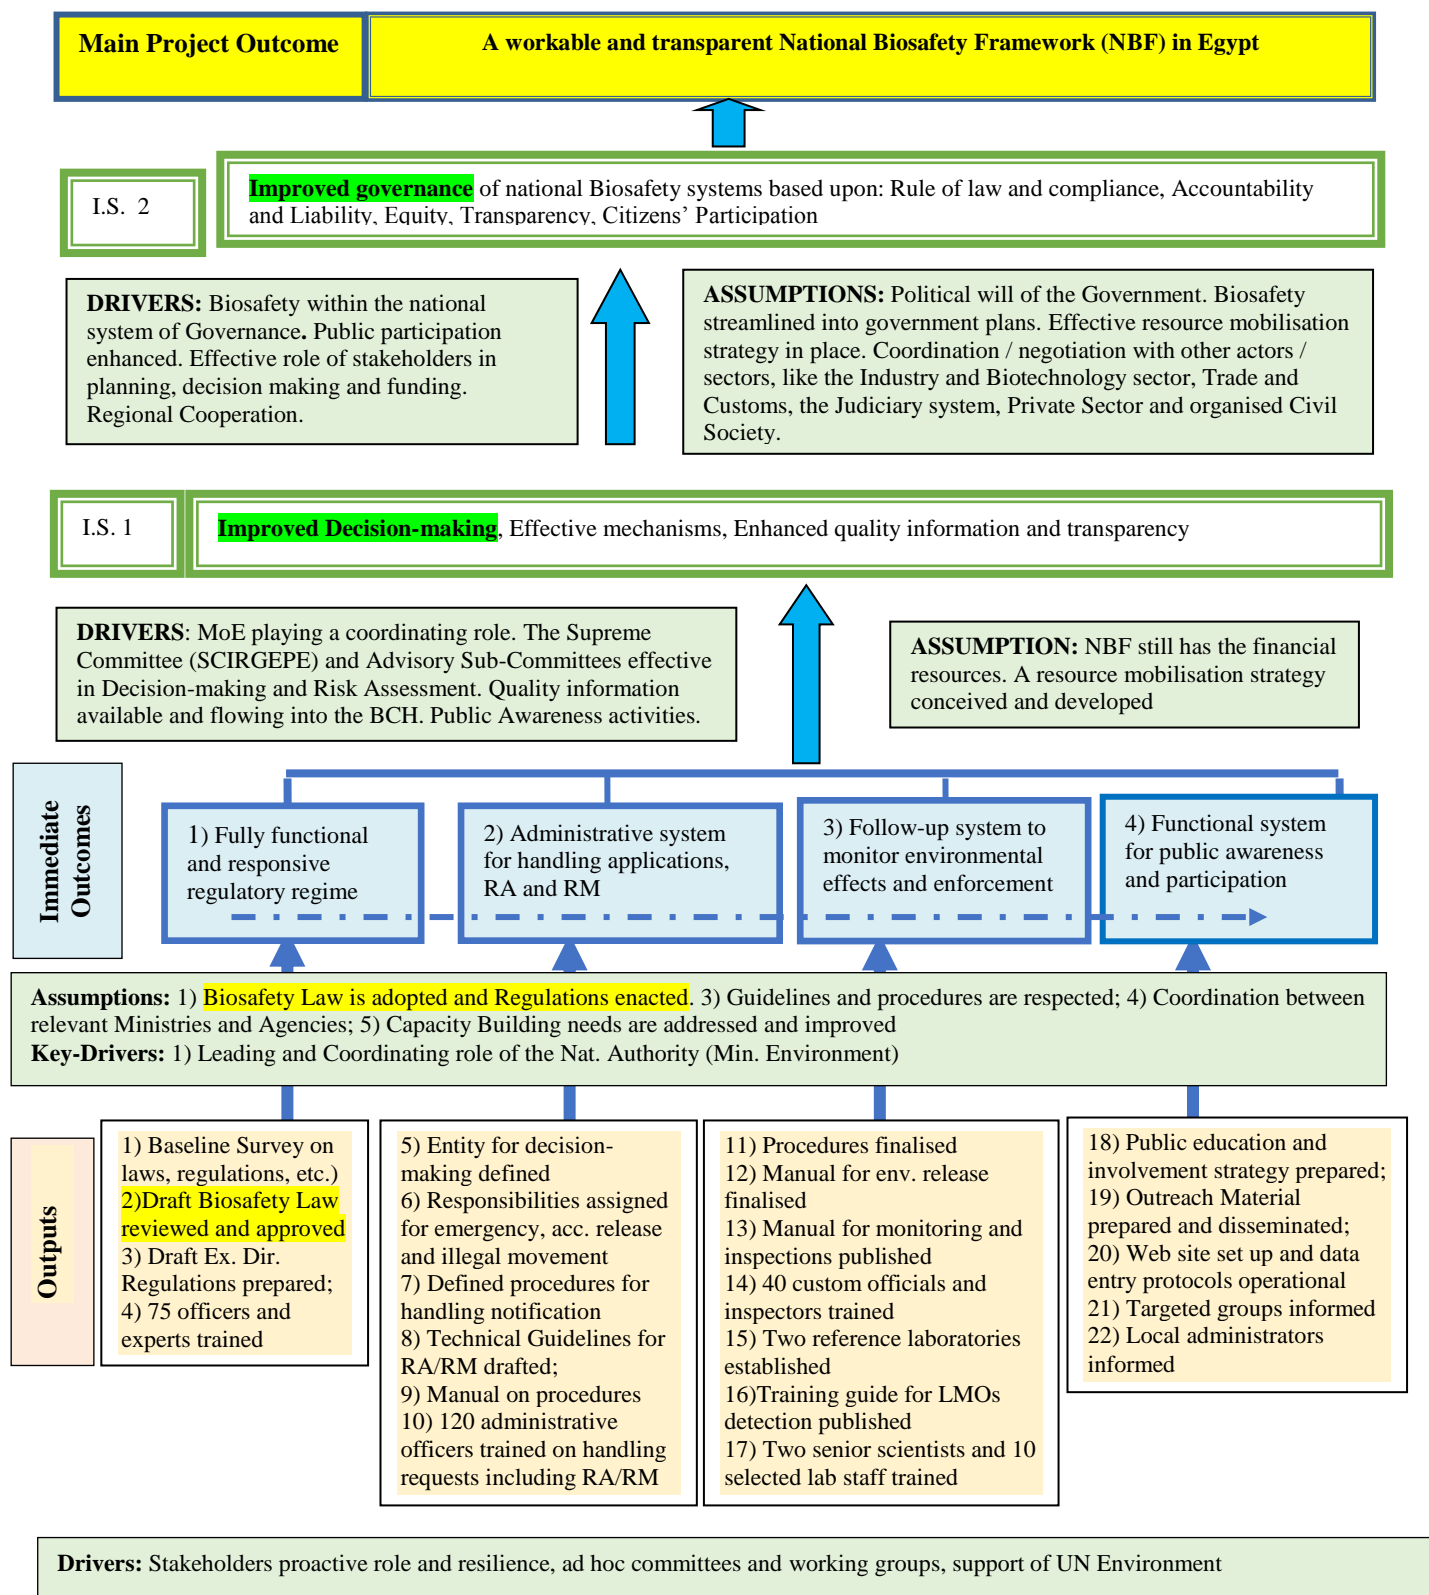 Main Project Outcome
A workable and transparent National Biosafety Framework (NBF) in Egypt
I.S. 2
Improved governance of national Biosafety systems based upon: Rule of law and compliance, Accountability
and Liability, Equity, Transparency, Citizens’ Participation
DRIVERS: Biosafety within the national
system of Governance. Public participation
enhanced. Effective role of stakeholders in
planning, decision making and funding.
Regional Cooperation.
ASSUMPTIONS: Political will of the Government. Biosafety
streamlined into government plans. Effective resource mobilisation
strategy in place. Coordination / negotiation with other actors /
sectors, like the Industry and Biotechnology sector, Trade and
Customs, the Judiciary system, Private Sector and organised Civil
Society.
I.S. 1
Improved Decision-making, Effective mechanisms, Enhanced quality information and transparency
DRIVERS: MoE playing a coordinating role. The Supreme
Committee (SCIRGEPE) and Advisory Sub-Committees effective
in Decision-making and Risk Assessment. Quality information
available and flowing into the BCH. Public Awareness activities.
ASSUMPTION: NBF still has the financial
resources. A resource mobilisation strategy
conceived and developed
Immediate
Outcomes
1) Fully functional
and responsive
regulatory regime
2) Administrative system
for handling applications,
RA and RM
3) Follow-up system to
monitor environmental
effects and enforcement
4) Functional system
for public awareness
and participation
Assumptions: 1) Biosafety Law is adopted and Regulations enacted. 3) Guidelines and procedures are respected; 4) Coordination between
relevant Ministries and Agencies; 5) Capacity Building needs are addressed and improved
Key-Drivers: 1) Leading and Coordinating role of the Nat. Authority (Min. Environment)
Outputs
1) Baseline Survey on
laws, regulations, etc.)
2)Draft Biosafety Law
reviewed and approved
3) Draft Ex. Dir.
Regulations prepared;
4) 75 officers and
experts trained
5) Entity for decision-
making defined
6) Responsibilities assigned
for emergency, acc. release
and illegal movement
7) Defined procedures for
handling notification
8) Technical Guidelines for
RA/RM drafted;
9) Manual on procedures
10) 120 administrative
officers trained on handling
requests including RA/RM
11) Procedures finalised
12) Manual for env. release
finalised
13) Manual for monitoring and
inspections published
14) 40 custom officials and
inspectors trained
15) Two reference laboratories
established
16)Training guide for LMOs
detection published
17) Two senior scientists and 10
selected lab staff trained
18) Public education and
involvement strategy prepared;
19) Outreach Material
prepared and disseminated;
20) Web site set up and data
entry protocols operational
21) Targeted groups informed
22) Local administrators
informed
Drivers: Stakeholders proactive role and resilience, ad hoc committees and working groups, support of UN Environment